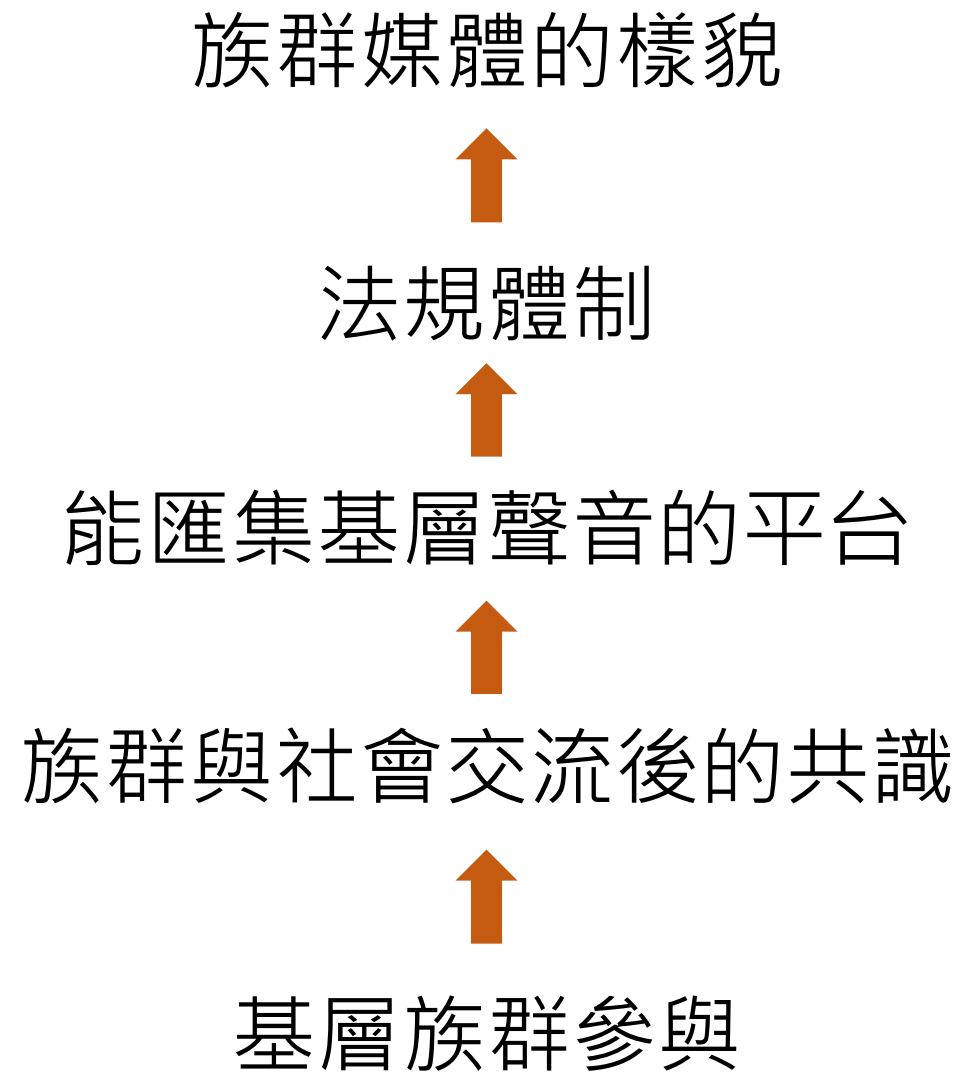 族群媒體的樣貌
法規體制
能匯集基層聲音的平台
族群與社會交流後的共識
基層族群參與